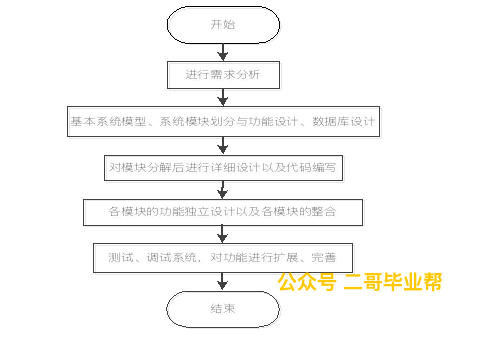 开始
进行需求分析
基本系统模型、系统模块划分与功能设计、数据库设计
对模块分解后进行详细设计以及代码编写
各模块的功能独立设计以及各模块的整合
测试、调试系统，对功能进行扩展、完善
公众号 二哥毕业帮
结束